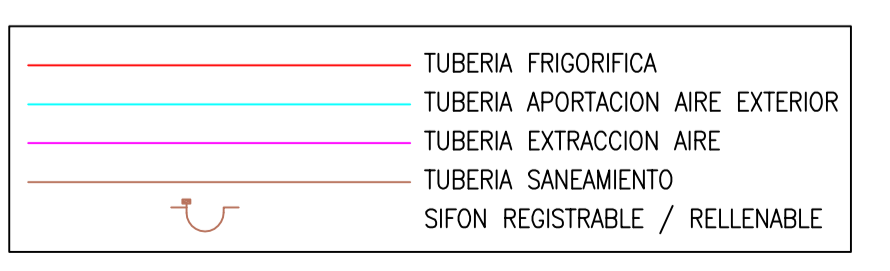 TUBERIA FRIGORIFICA
TUBERIA APORTACION AIRE EXTERIOR
TUBERIA EXTRACCION AIRE
TUBERIA SANEAMIENTO
SIFON REGISTRABLE / RELLENABLE